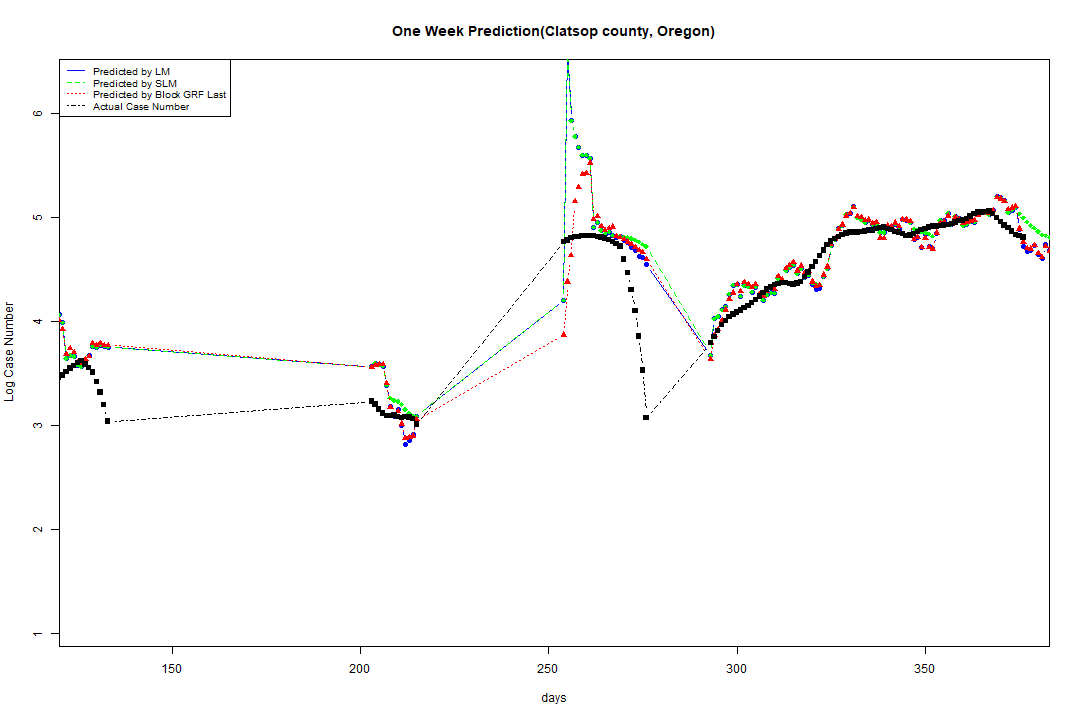 One Week Prediction(Clatsop county, Oregon)
Predicted by LM
Predicted by SLM
Predicted by Block GRF Last
Actual Case Number
Log Case Number
6
5
4
3
2
1
150 200 250 300 350
days